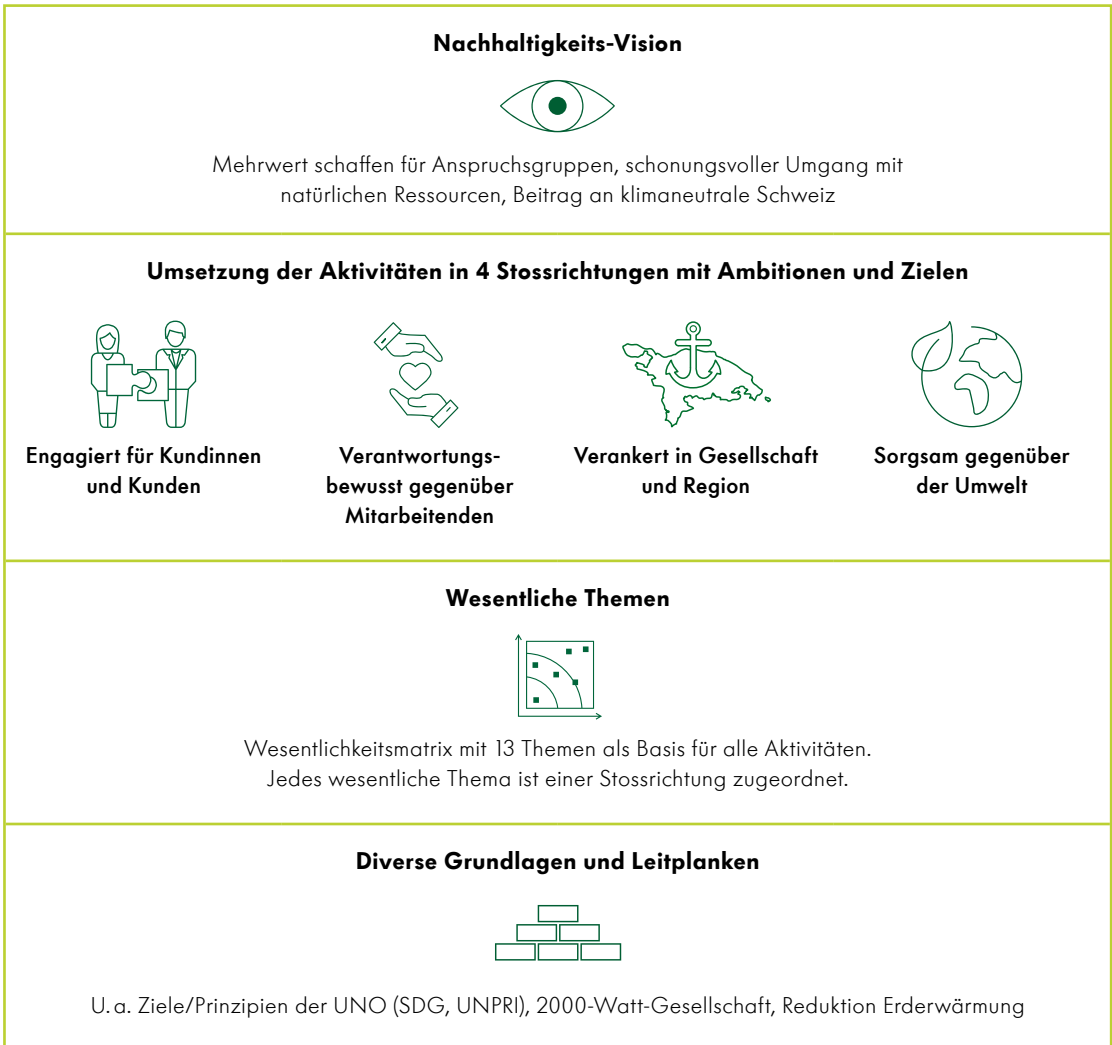 Nachhaltigkeits-Vision
Mehrwert schaffen für Anspruchsgruppen, schonungsvoller Umgang mit
natürlichen Ressourcen, Beitrag an klimaneutrale Schweiz
Umsetzung der Aktivitäten in 4 Stossrichtungen mit Ambitionen und Zielen
Engagiert für Kundinnen
und Kunden
Verantwortungs-
bewusst gegenüber
Mitarbeitenden
Verankert in Gesellschaft
und Region
Sorgsam gegenüber
der Umwelt
Wesentliche Themen
Wesentlichkeitsmatrix mit 13 Themen als Basis für alle Aktivitäten.
Jedes wesentliche Thema ist einer Stossrichtung zugeordnet.
Diverse Grundlagen und Leitplanken
U. a. Ziele/Prinzipien der UNO (SDG, UNPRI), 2000-Watt-Gesellschaft, Reduktion Erderwärmung